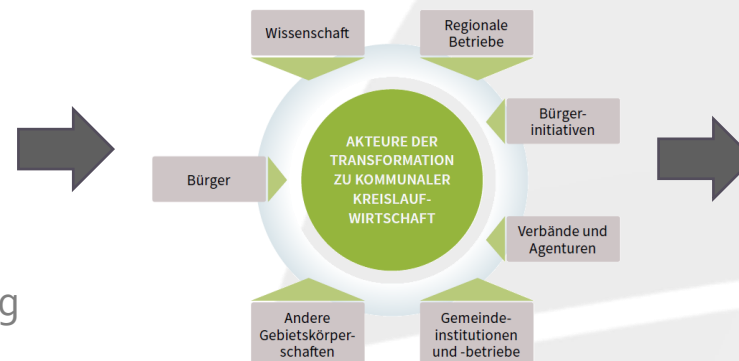 Wissenschaft
Regionale
Betriebe
Bürger-
initiativen
AKTEURE DER
TRANSFORMATION
ZU KOMMUNALER
KREISLAUF-
WIRTSCHAFT
Bürger
Verbände und
Agenturen
g
Andere
Gebietskörper-
schaften
Gemeinde-
institutionen
und -betriebe